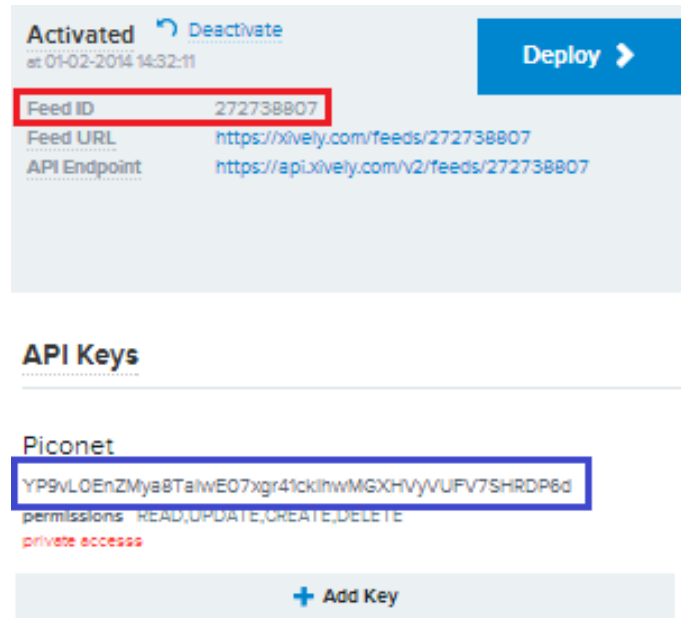 Activated Deactivate
at 01-02-2014 14:32:11
Deploy
Feed ID 272738807
Feed URL https://xively.com/feeds/272738807
API Endpoint https://api.xively.com/v2/feeds/272738807
API Keys
Piconet
permissions READ,UPDATE,CREATE,DELETE
private accesss
Add Key